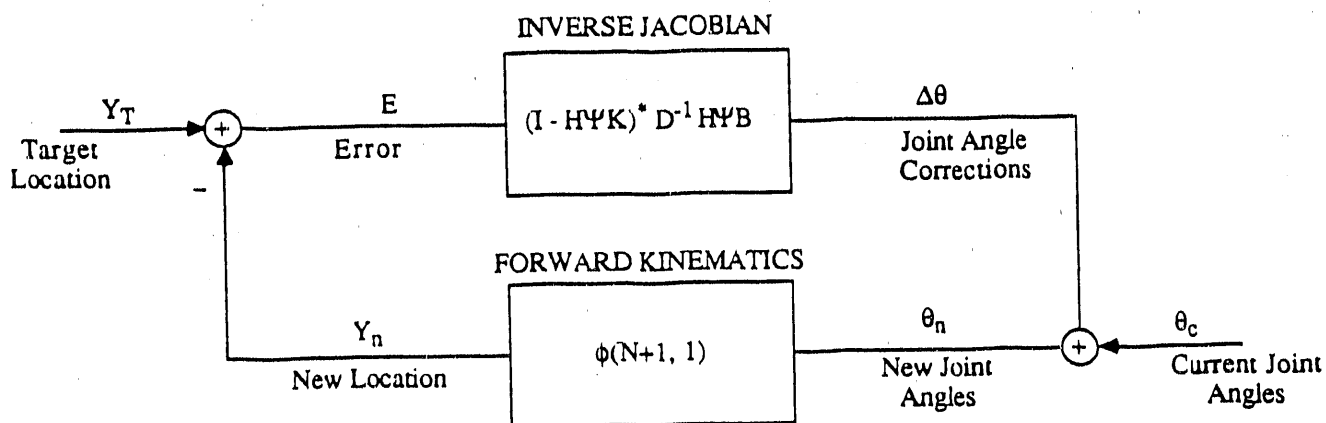 INVERSE JACOBIAN
Y_T
Target
Location
+
-
E
Error
(I - HΨK)* D⁻¹ HΨB
Δθ
Joint Angle
Corrections
FORWARD KINEMATICS
Y_n
New Location
ϕ(N+1, 1)
θ_n
New Joint
Angles
+
θ_c
Current Joint
Angles